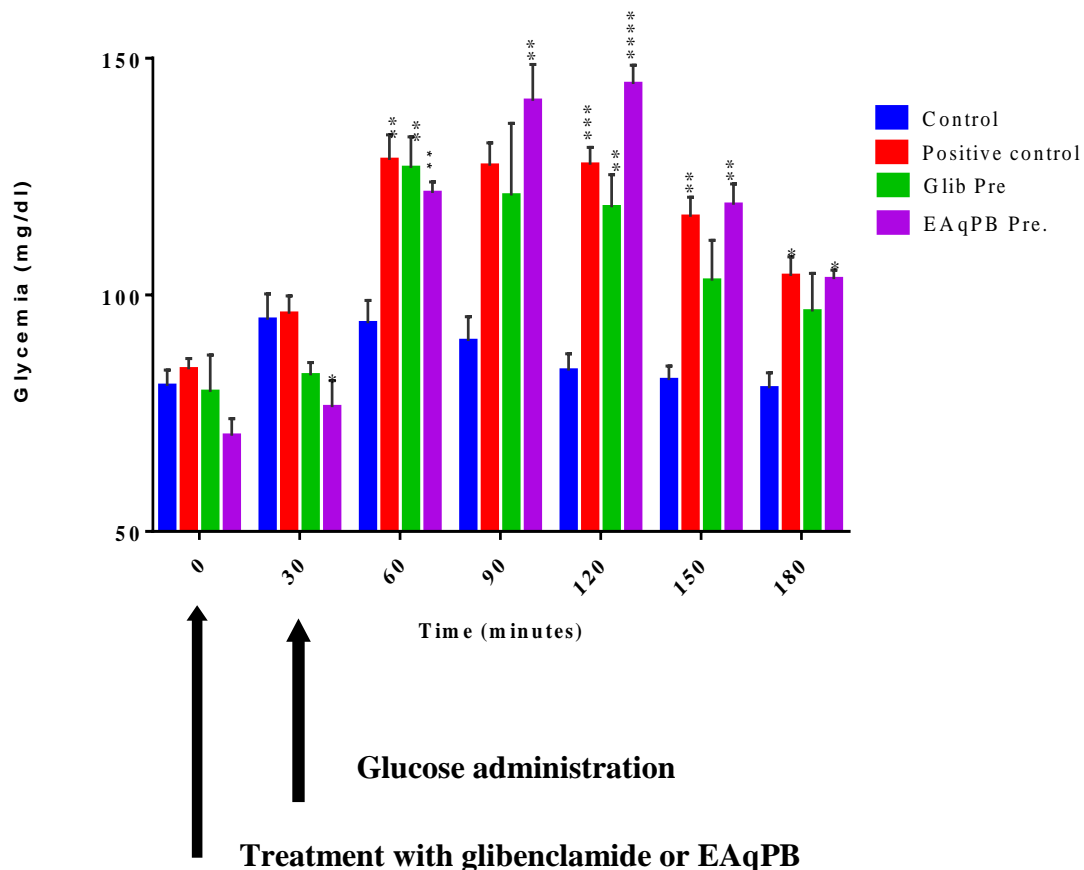 150
100
50
Glycemia (mg/dl)
** ** ** ** *** ** **** ** ** * * *
Control
Positive control
Glib Pre
EAqPB Pre.
0 30 60 90 120 150 180
Time (minutes)
Glucose administration
Treatment with glibenclamide or EAqPB